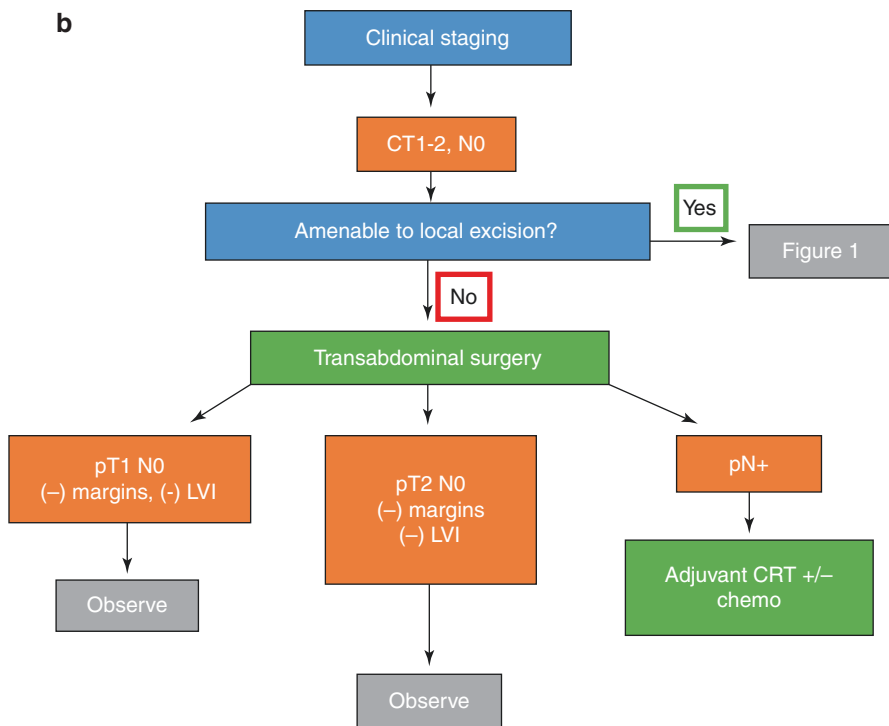 b
Clinical staging
CT1-2, N0
Amenable to local excision?
Yes
Figure 1
No
Transabdominal surgery
pT1 N0
(–) margins, (-) LVI
pT2 N0
(–) margins
(–) LVI
pN+
Observe
Adjuvant CRT +/–
chemo
Observe